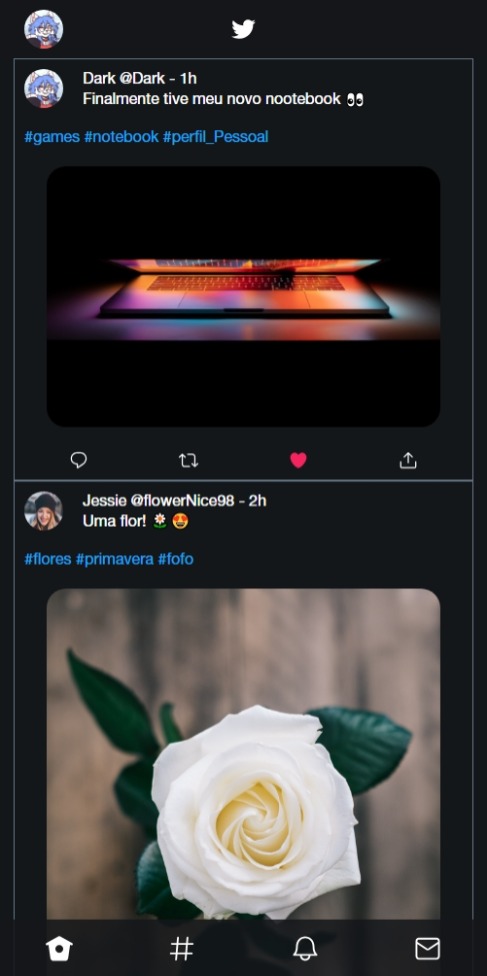 Dark @Dark - 1h
Finalmente tive meu novo nootebook 👀
#games #notebook #perfil_Pessoal
Jessie @flowerNice98 - 2h
Uma flor! 🌼 😍
#flores #primavera #fofo